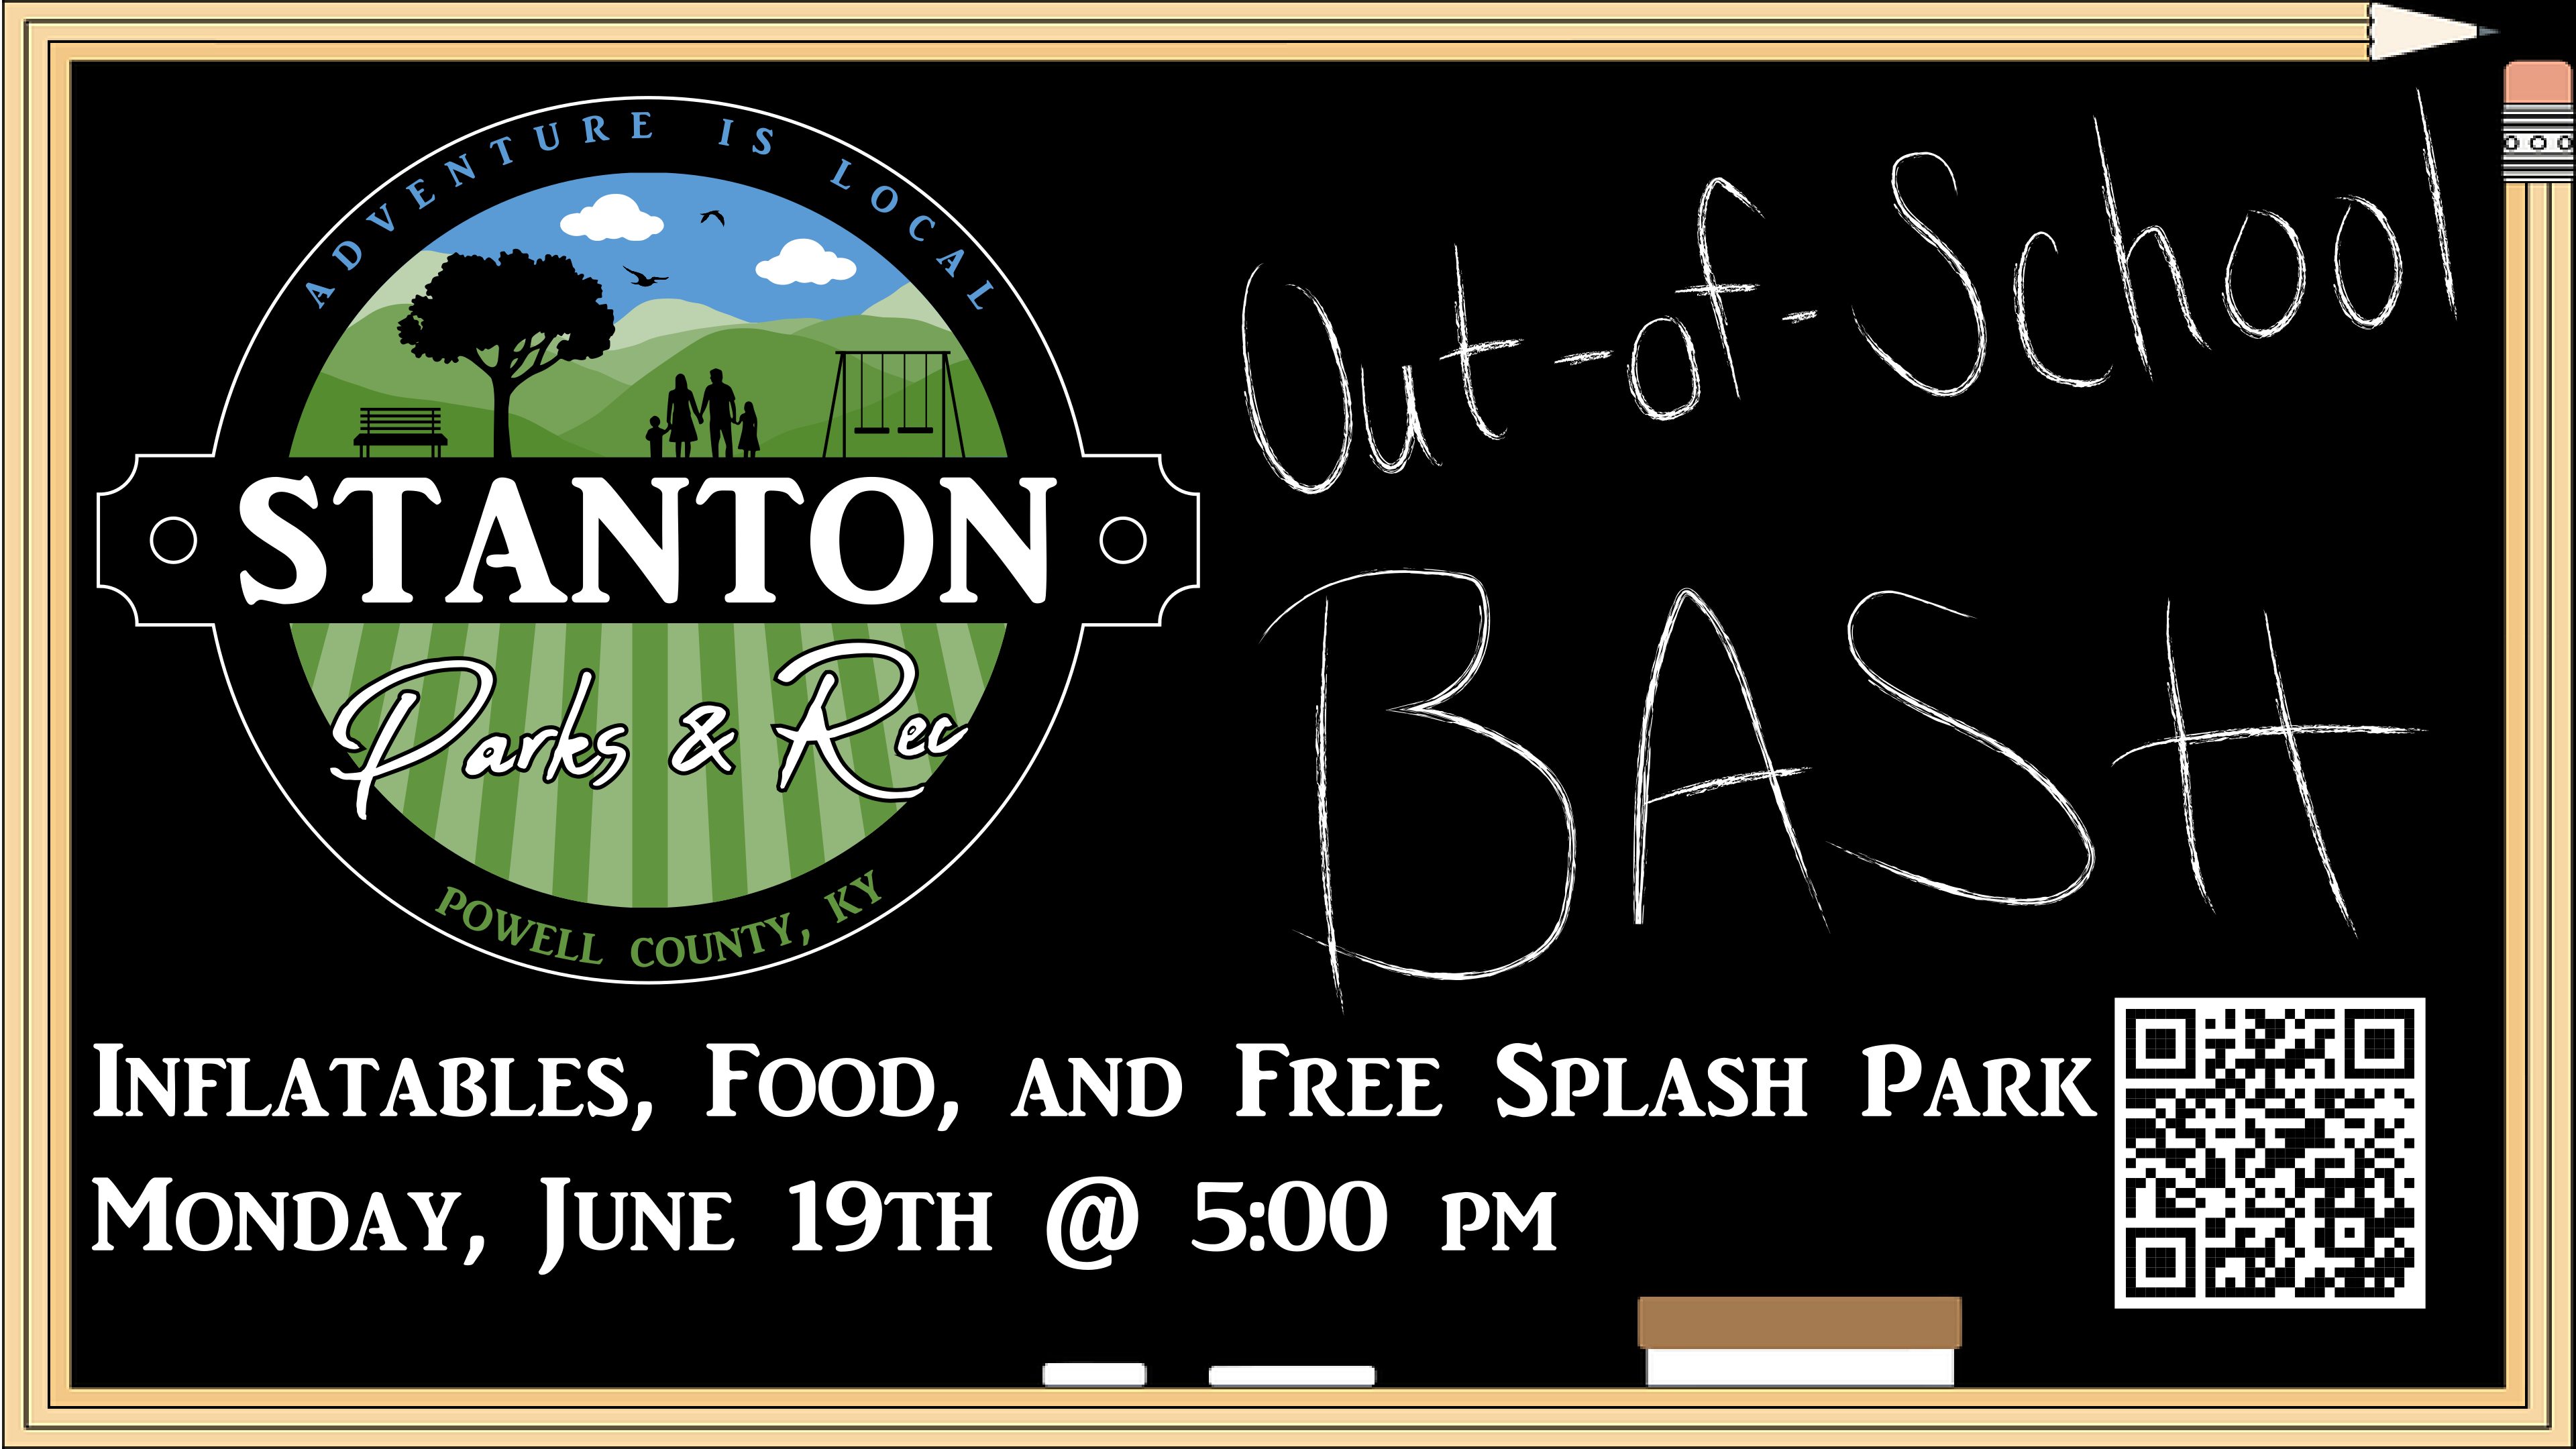 ADVENTURE IS LOCAL
STANTON
Parks & Rec
POWELL COUNTY, KY
Out-of-School
BASH
INFLATABLES, FOOD, AND FREE SPLASH PARK
MONDAY, JUNE 19TH @ 5:00 PM